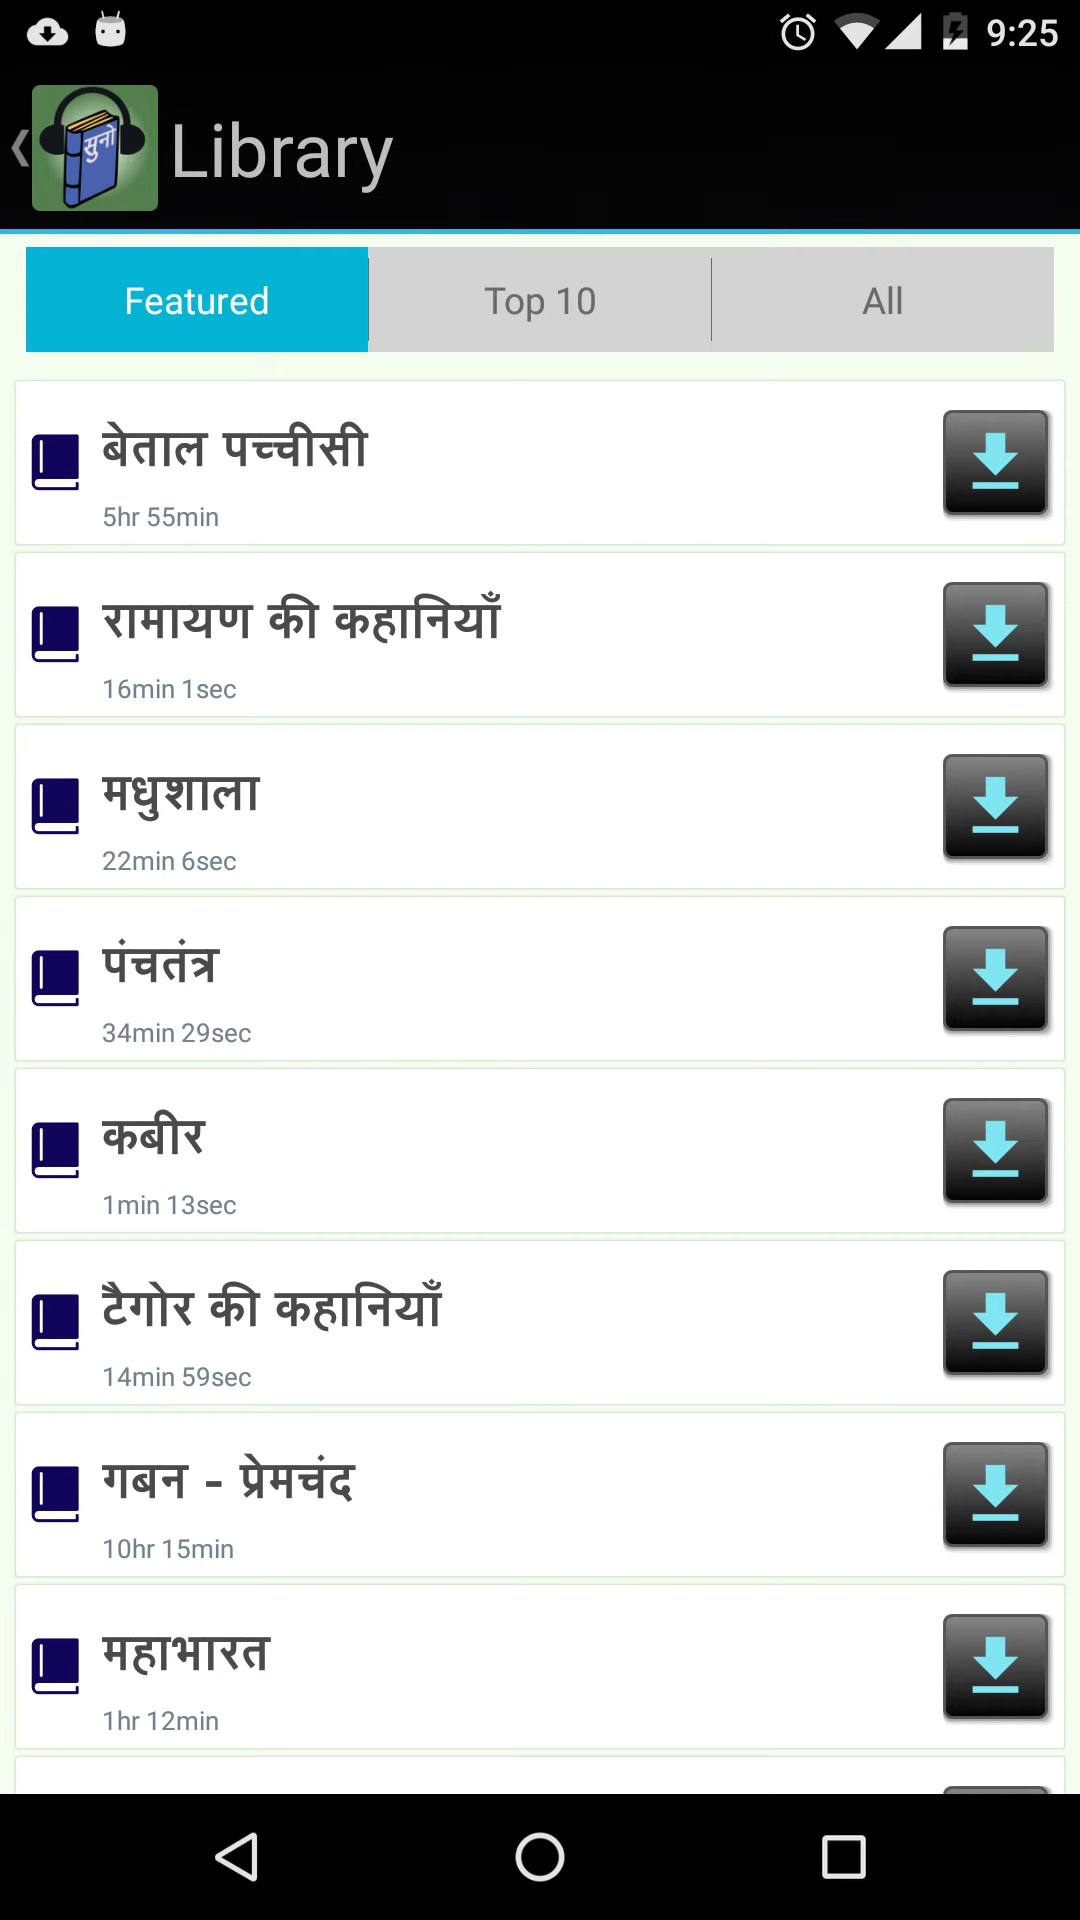 9:25
सुनो
Library
Featured
Top 10
All
बेताल पच्चीसी
5hr 55min
रामायण की कहानियाँ
16min 1sec
मधुशाला
22min 6sec
पंचतंत्र
34min 29sec
कबीर
1min 13sec
टैगोर की कहानियाँ
14min 59sec
गबन - प्रेमचंद
10hr 15min
महाभारत
1hr 12min